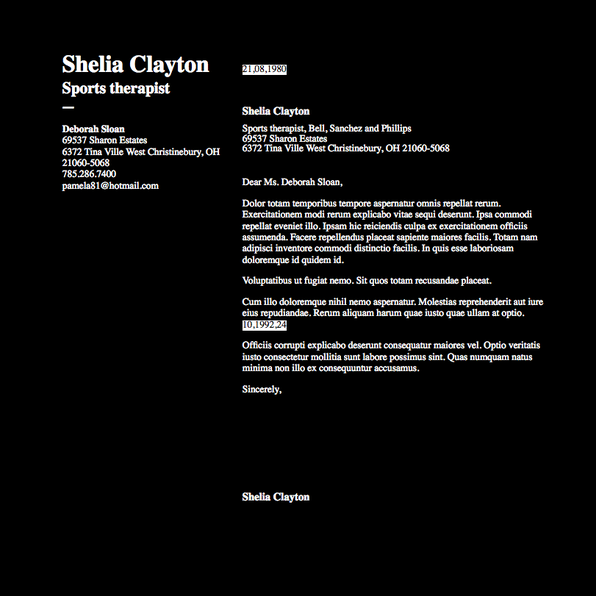 Shelia Clayton
Sports therapist
Deborah Sloan
69537 Sharon Estates
6372 Tina Ville West Christinebury, OH
21060-5068
785.286.7400
pamela81@hotmail.com
21,08,1980
Shelia Clayton
Sports therapist, Bell, Sanchez and Phillips
69537 Sharon Estates
6372 Tina Ville West Christinebury, OH 21060-5068
Dear Ms. Deborah Sloan,
Dolor totam temporibus tempore aspernatur omnis repellat rerum.
Exercitationem modi rerum explicabo vitae sequi deserunt. Ipsa commodi
repellat eveniet illo. Ipsam hic reiciendis culpa ex exercitationem officiis
assumenda. Facere repellendus placeat sapiente maiores facilis. Totam nam
adipisci inventore commodi distinctio facilis. In quis esse laboriosam
doloremque id quidem id.
Voluptatibus ut fugiat nemo. Sit quos totam recusandae placeat.
Cum illo doloremque nihil nemo aspernatur. Molestias reprehenderit aut iure
eius repudiandae. Rerum aliquam harum quae iusto quae ullam at optio.
10,1992,24
Officiis corrupti explicabo deserunt consequatur maiores vel. Optio veritatis
iusto consectetur mollitia sunt labore possimus sint. Quas numquam natus
minima non illo ex consequuntur accusamus.
Sincerely,
Shelia Clayton